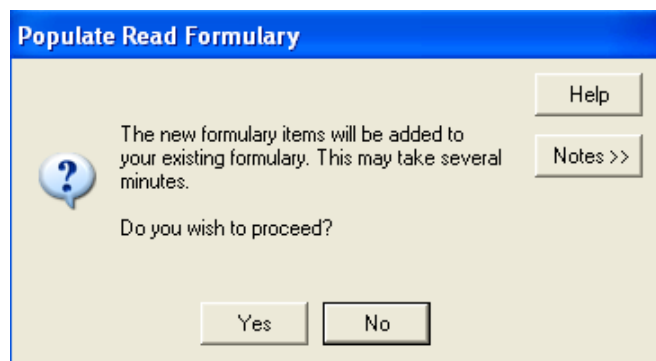 Populate Read Formulary
Help
The new formulary items will be added to
your existing formulary. This may take several
minutes.
Notes >>
Do you wish to proceed?
Yes
No